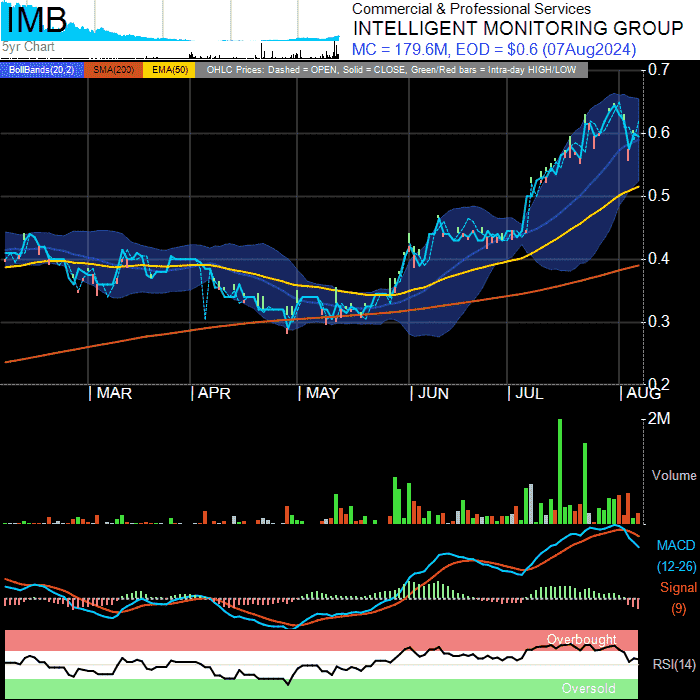 IMB
5yr Chart
Commercial & Professional Services
INTELLIGENT MONITORING GROUP
MC = 179.6M, EOD = $0.6 (07Aug2024)
BollBands(20,2) SMA(200) EMA(50) OHLC Prices: Dashed = OPEN, Solid = CLOSE, Green/Red bars = Intra-day HIGH/LOW
0.7
0.6
0.5
0.4
0.3
0.2
MAR APR MAY JUN JUL AUG
2M
Volume
MACD
(12-26)
Signal
(9)
Overbought
RSI(14)
Oversold